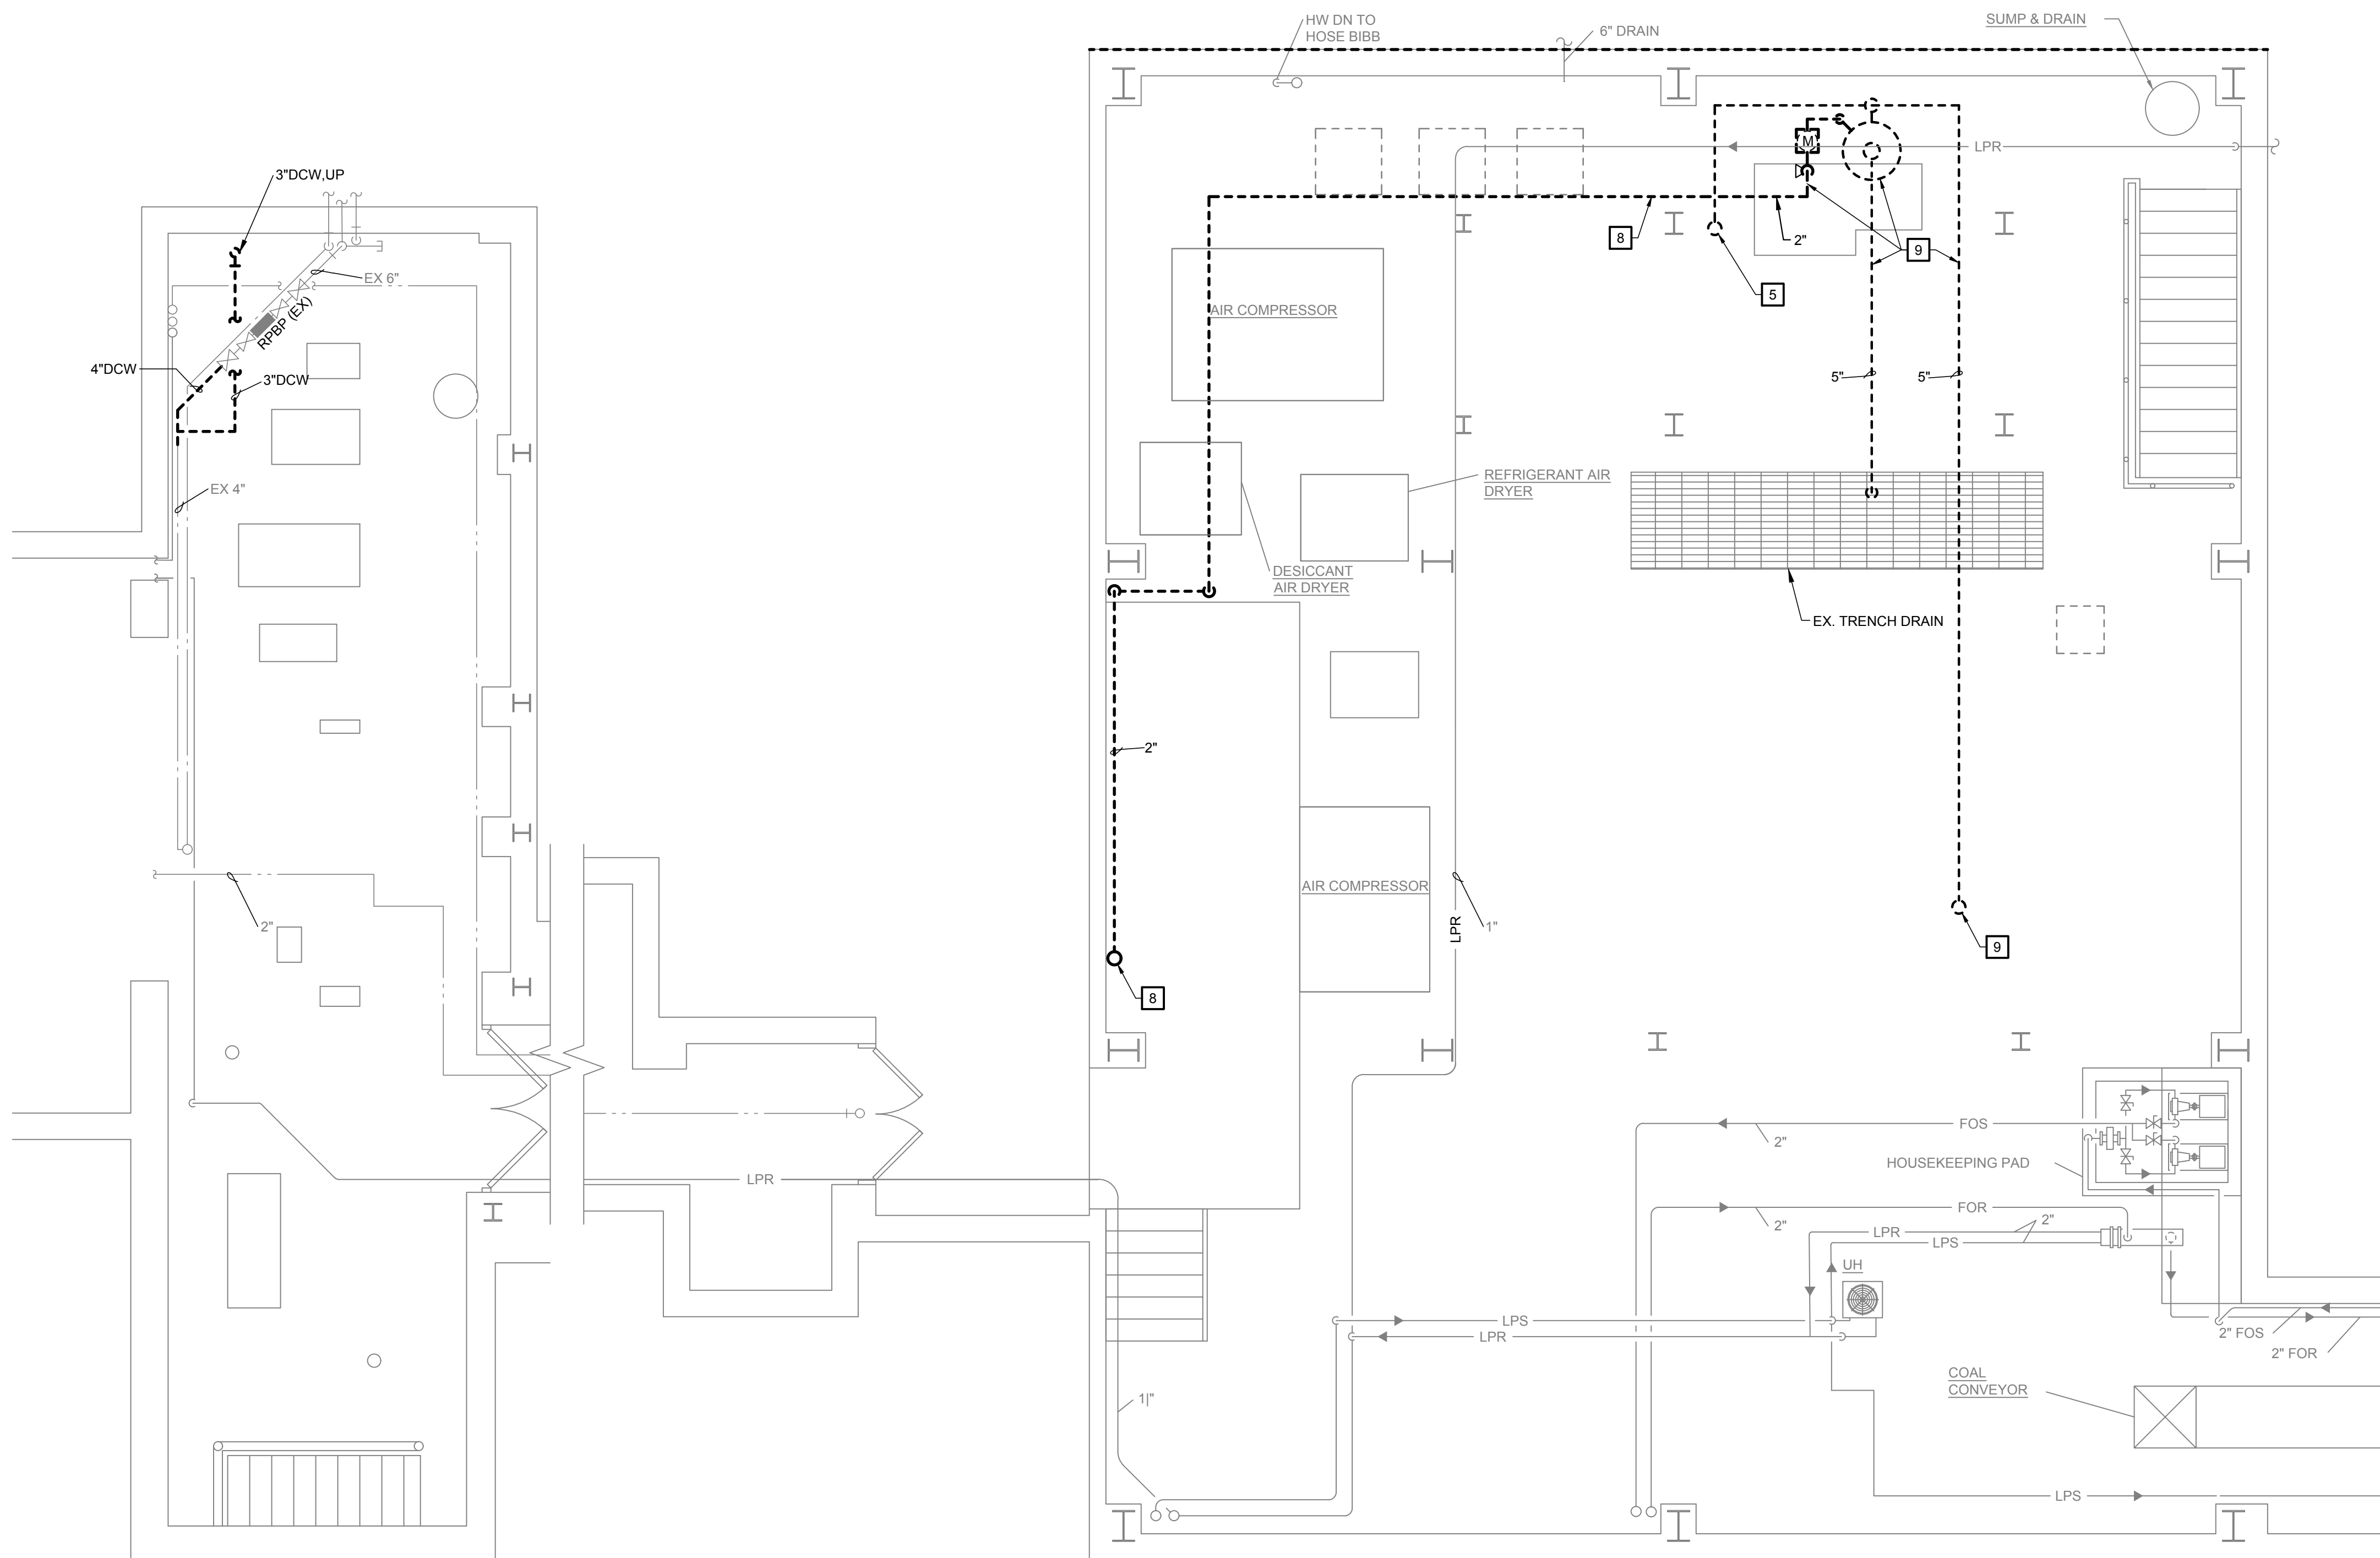 HW DN TO
HOSE BIBB
6" DRAIN
SUMP & DRAIN
3"DCW,UP
M
LPR
8
2"
9
5
EX 6"
RPBP (EX)
AIR COMPRESSOR
4"DCW
3"DCW
5"
5"
EX 4"
REFRIGERANT AIR
DRYER
DESICCANT
AIR DRYER
EX. TRENCH DRAIN
2"
AIR COMPRESSOR
2"
LPR
1"
9
8
FOS
2"
HOUSEKEEPING PAD
LPR
FOR
2"
LPR
2"
LPS
UH
LPS
LPR
2" FOS
2" FOR
COAL
CONVEYOR
1|"
LPS